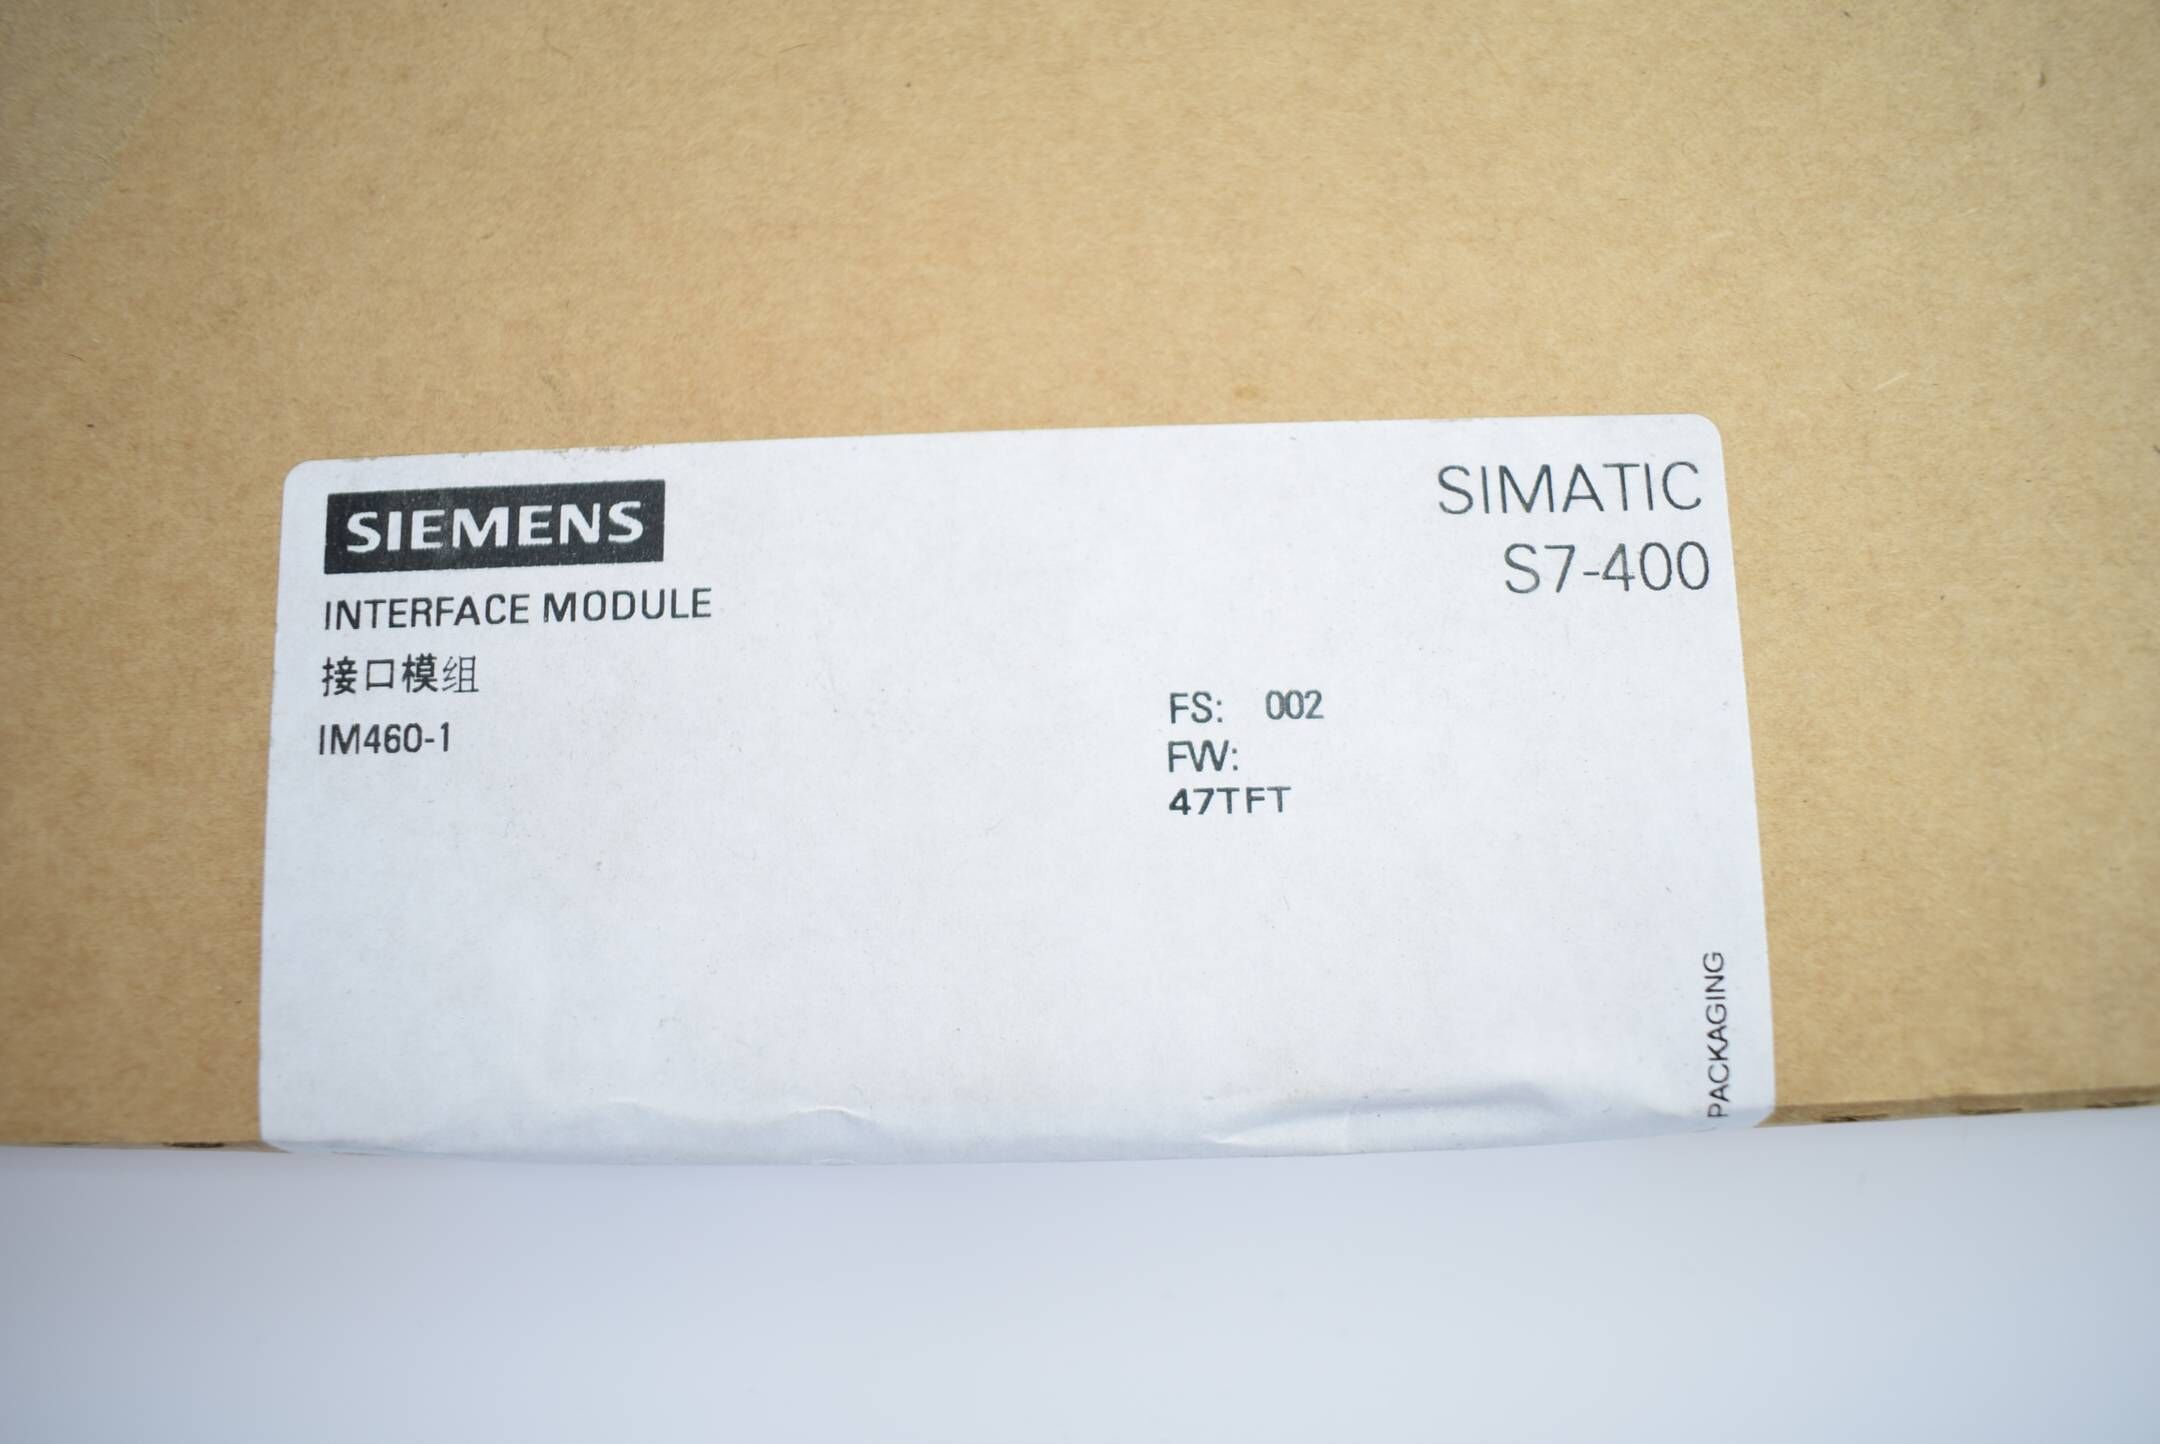 SIEMENS
INTERFACE MODULE
接口模组
IM460-1
SIMATIC
S7-400
FS: 002
FW:
47TFT
PACKAGING